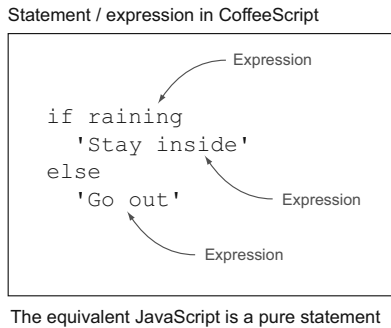 Statement / expression in CoffeeScript
Expression
if raining
'Stay inside'
else
Expression
'Go out'
Expression
The equivalent JavaScript is a pure statement